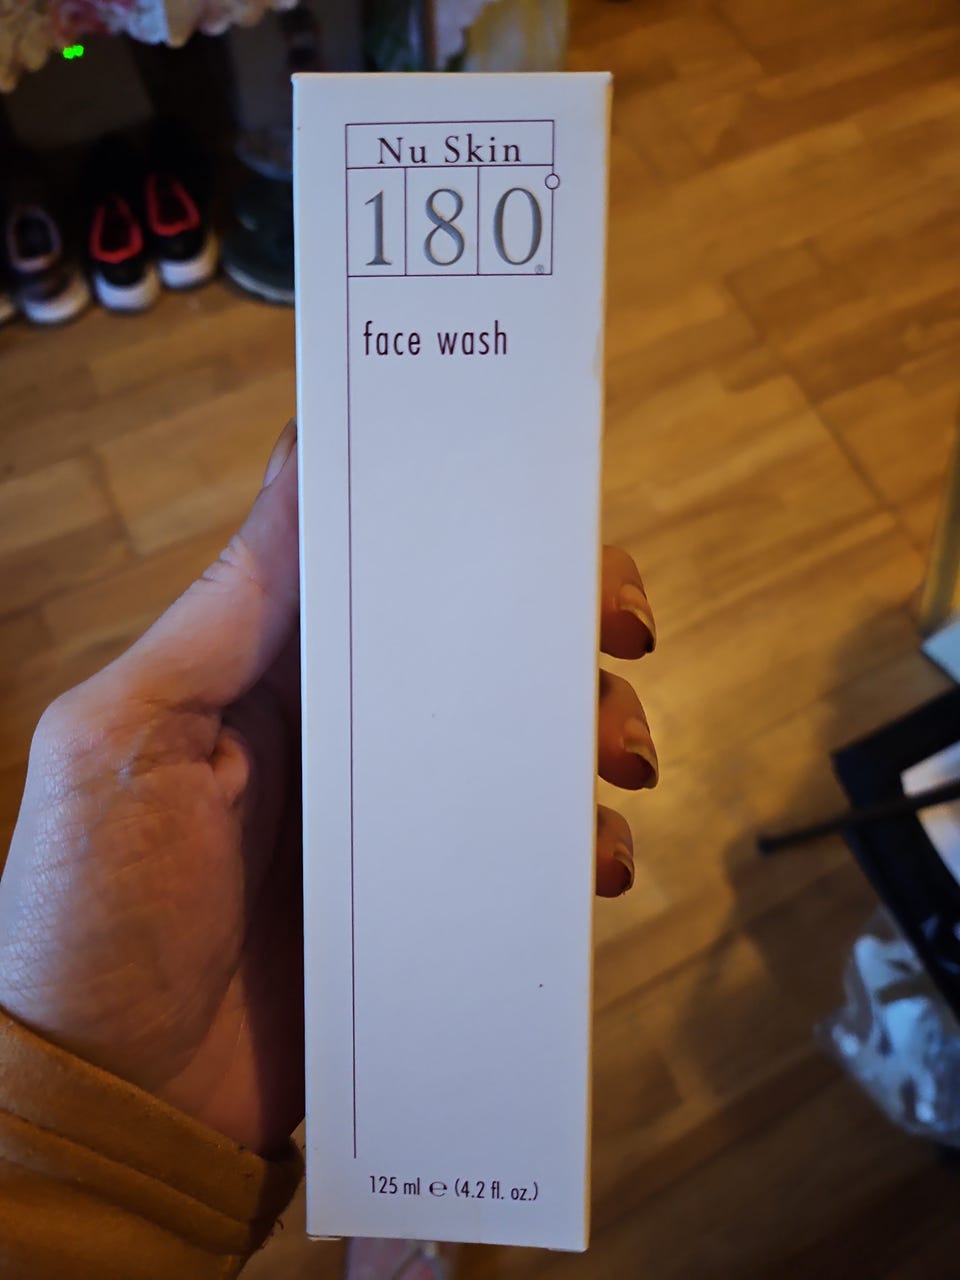 Nu Skin
180°®
face wash
125 ml ℮ (4.2 fl. oz.)